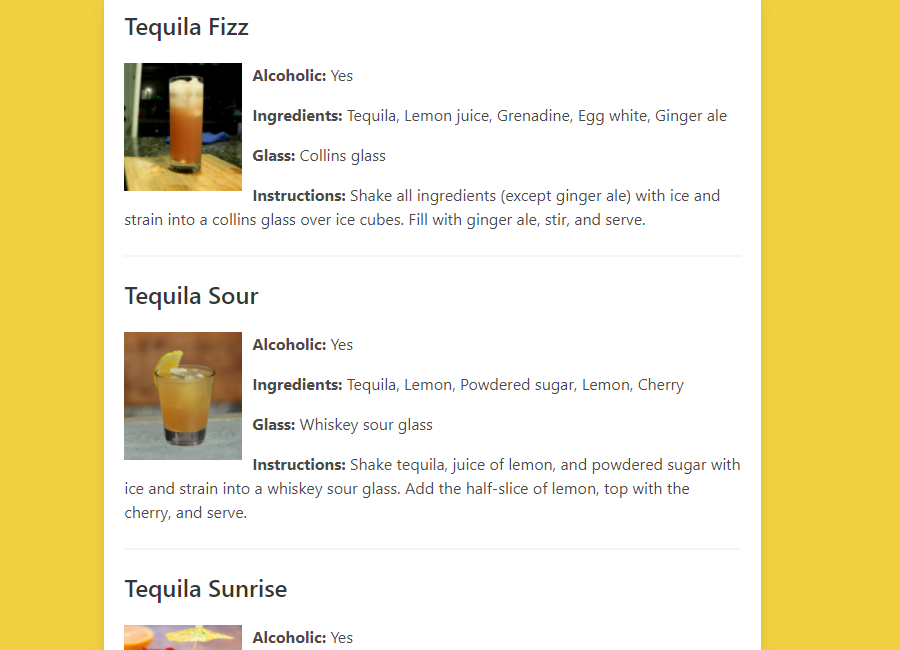 Tequila Fizz
Alcoholic: Yes
Ingredients: Tequila, Lemon juice, Grenadine, Egg white, Ginger ale
Glass: Collins glass
Instructions: Shake all ingredients (except ginger ale) with ice and
strain into a collins glass over ice cubes. Fill with ginger ale, stir, and serve.
Tequila Sour
Alcoholic: Yes
Ingredients: Tequila, Lemon, Powdered sugar, Lemon, Cherry
Glass: Whiskey sour glass
Instructions: Shake tequila, juice of lemon, and powdered sugar with
ice and strain into a whiskey sour glass. Add the half-slice of lemon, top with the
cherry, and serve.
Tequila Sunrise
Alcoholic: Yes